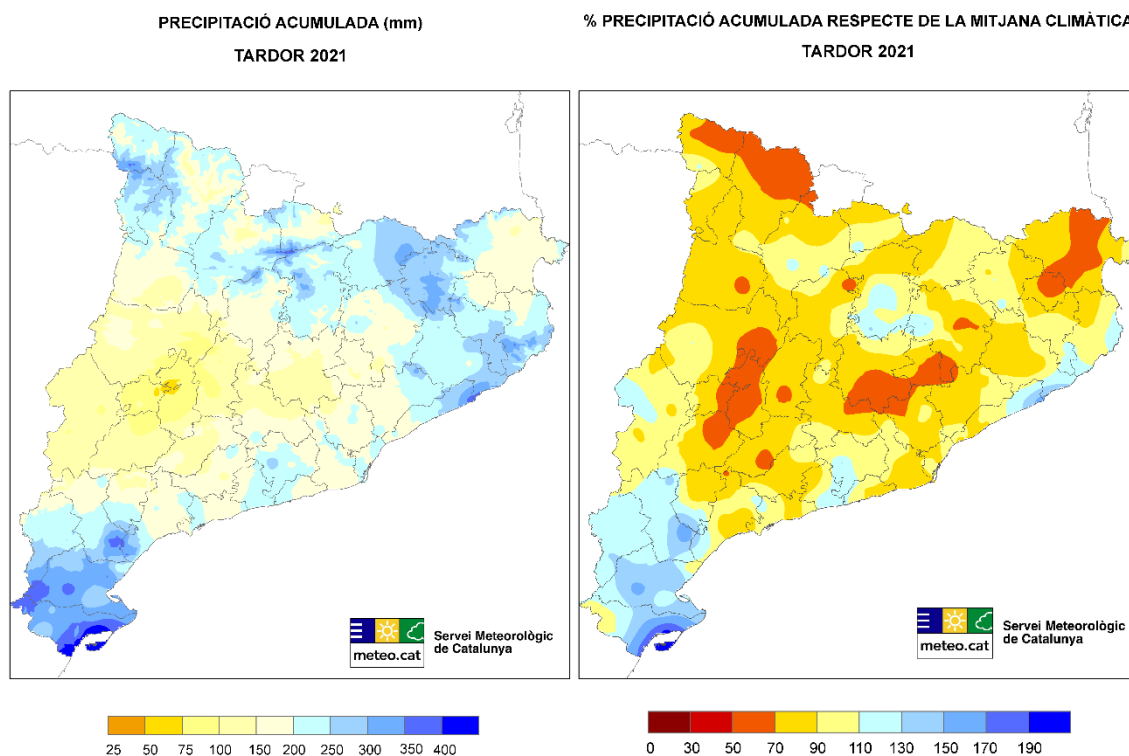 PRECIPITACIÓ ACUMULADA (mm)
TARDOR 2021
% PRECIPITACIÓ ACUMULADA RESPECTE DE LA MITJANA CLIMÀTICA
TARDOR 2021
Servei Meteorològic
de Catalunya
meteo.cat
Servei Meteorològic
de Catalunya
meteo.cat
25 50 75 100 150 200 250 300 350 400
0 30 50 70 90 110 130 150 170 190